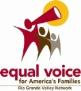 equal voice
for America's Families
Rio Grande Valley Network